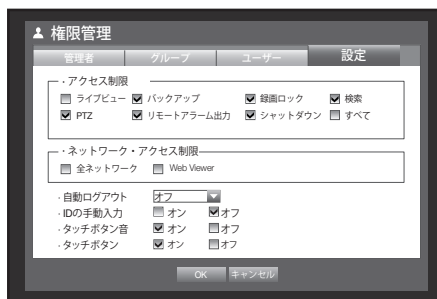 権限管理
管理者 グループ ユーザー 設定
・アクセス制限
ライブビュー バックアップ 録画ロック 検索
PTZ リモートアラーム出力 シャットダウン すべて
・ネットワーク・アクセス制限
全ネットワーク Web Viewer
・自動ログアウト オフ
・IDの手動入力 オン オフ
・タッチボタン音 オン オフ
・タッチボタン オン オフ
OK キャンセル